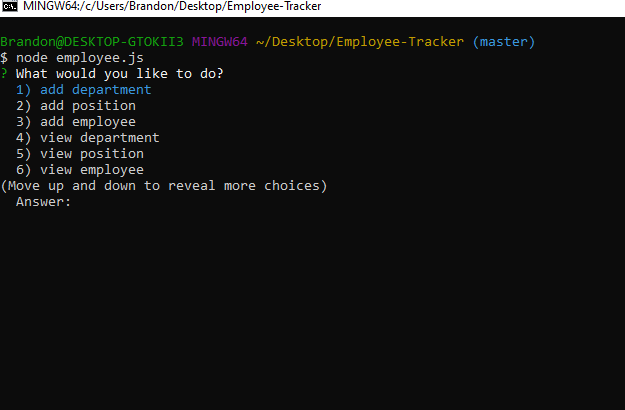 MINGW64:/c/Users/Brandon/Desktop/Employee-Tracker
Brandon@DESKTOP-GTOKII3 MINGW64 ~/Desktop/Employee-Tracker (master)
$ node employee.js
? What would you like to do?
1) add department
2) add position
3) add employee
4) view department
5) view position
6) view employee
(Move up and down to reveal more choices)
Answer: